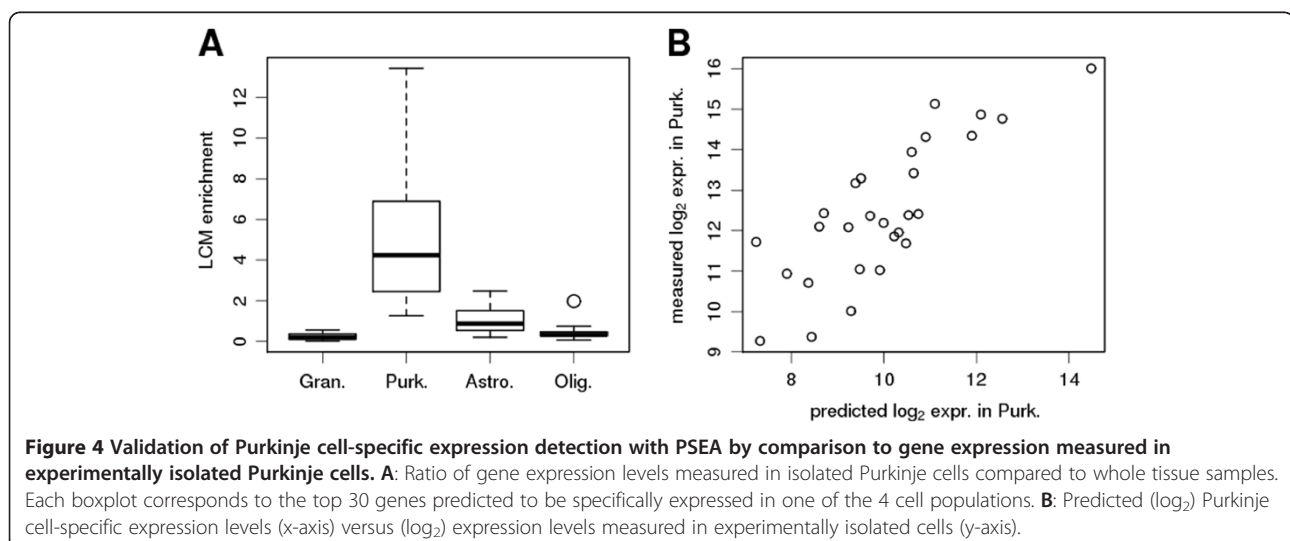 A
B
LCM enrichment
12
10
8
6
4
2
0
Gran. Purk. Astro. Olig.
measured log₂ expr. in Purk.
16
15
14
13
12
11
10
9
8 10 12 14
predicted log₂ expr. in Purk.
Figure 4 Validation of Purkinje cell-specific expression detection with PSEA by comparison to gene expression measured in
experimentally isolated Purkinje cells. A: Ratio of gene expression levels measured in isolated Purkinje cells compared to whole tissue samples.
Each boxplot corresponds to the top 30 genes predicted to be specifically expressed in one of the 4 cell populations. B: Predicted (log₂) Purkinje
cell-specific expression levels (x-axis) versus (log₂) expression levels measured in experimentally isolated cells (y-axis).